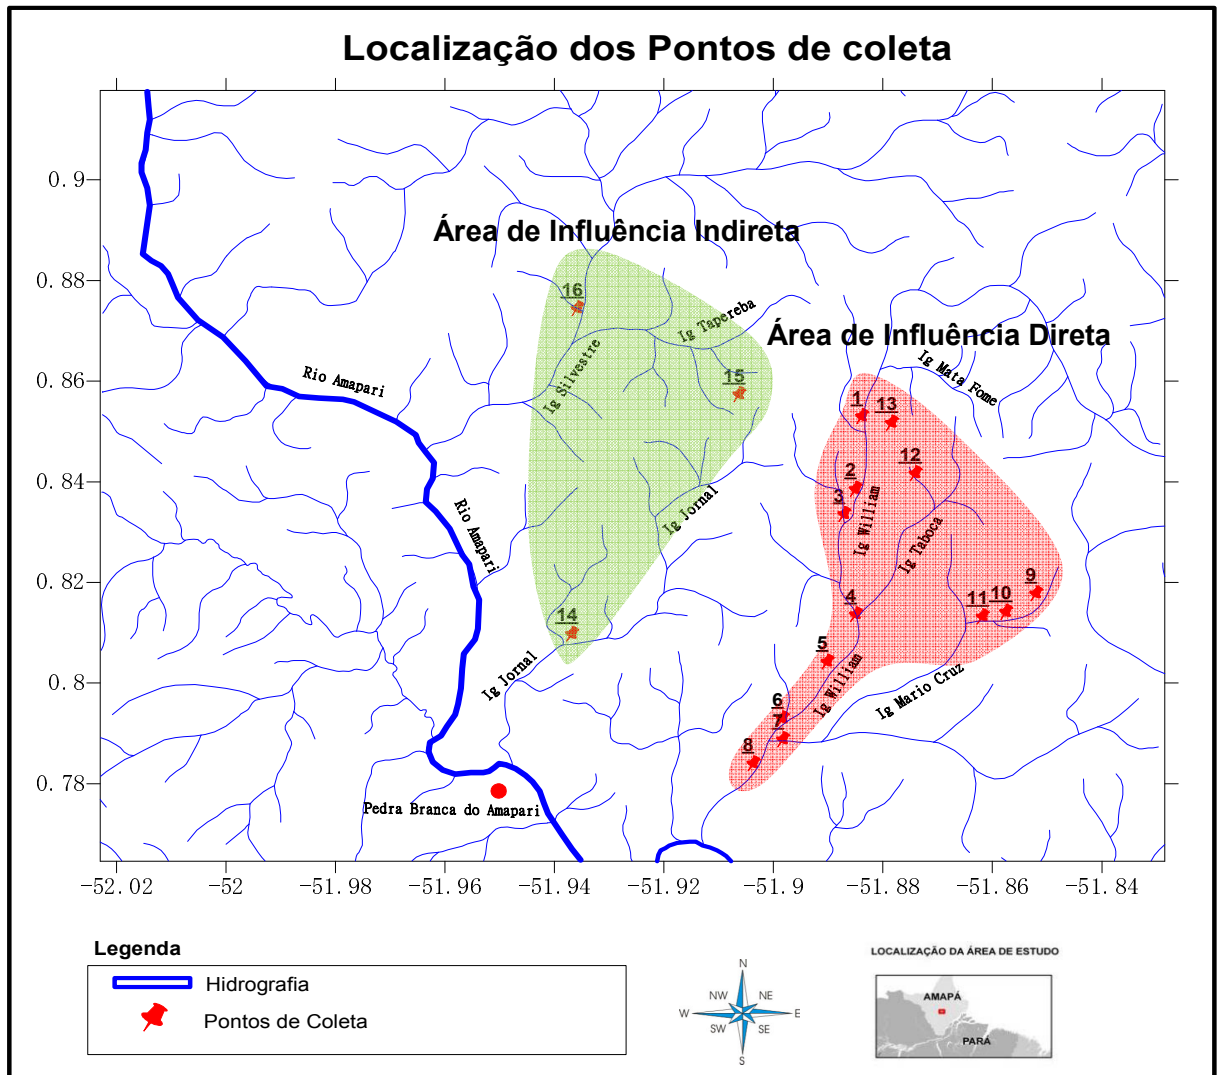 Localização dos Pontos de coleta
0.9
0.88
0.86
0.84
0.82
0.8
0.78
Área de Influência Indireta
Área de Influência Direta
16
Ig Tapereba
Ig Silvestre
15
Ig Mata Fome
Rio Amapari
1
13
12
2
3
Ig William
Ig Taboca
Rio Amapari
Ig Jornal
9
10
11
4
14
5
Ig Jornal
Ig William
Ig Mario Cruz
6
7
8
Pedra Branca do Amapari
-52.02
-52
-51.98
-51.96
-51.94
-51.92
-51.9
-51.88
-51.86
-51.84
Legenda
Hidrografia
Pontos de Coleta
N
NW
NE
W
E
SW
SE
S
LOCALIZAÇÃO DA ÁREA DE ESTUDO
AMAPÁ
PARÁ